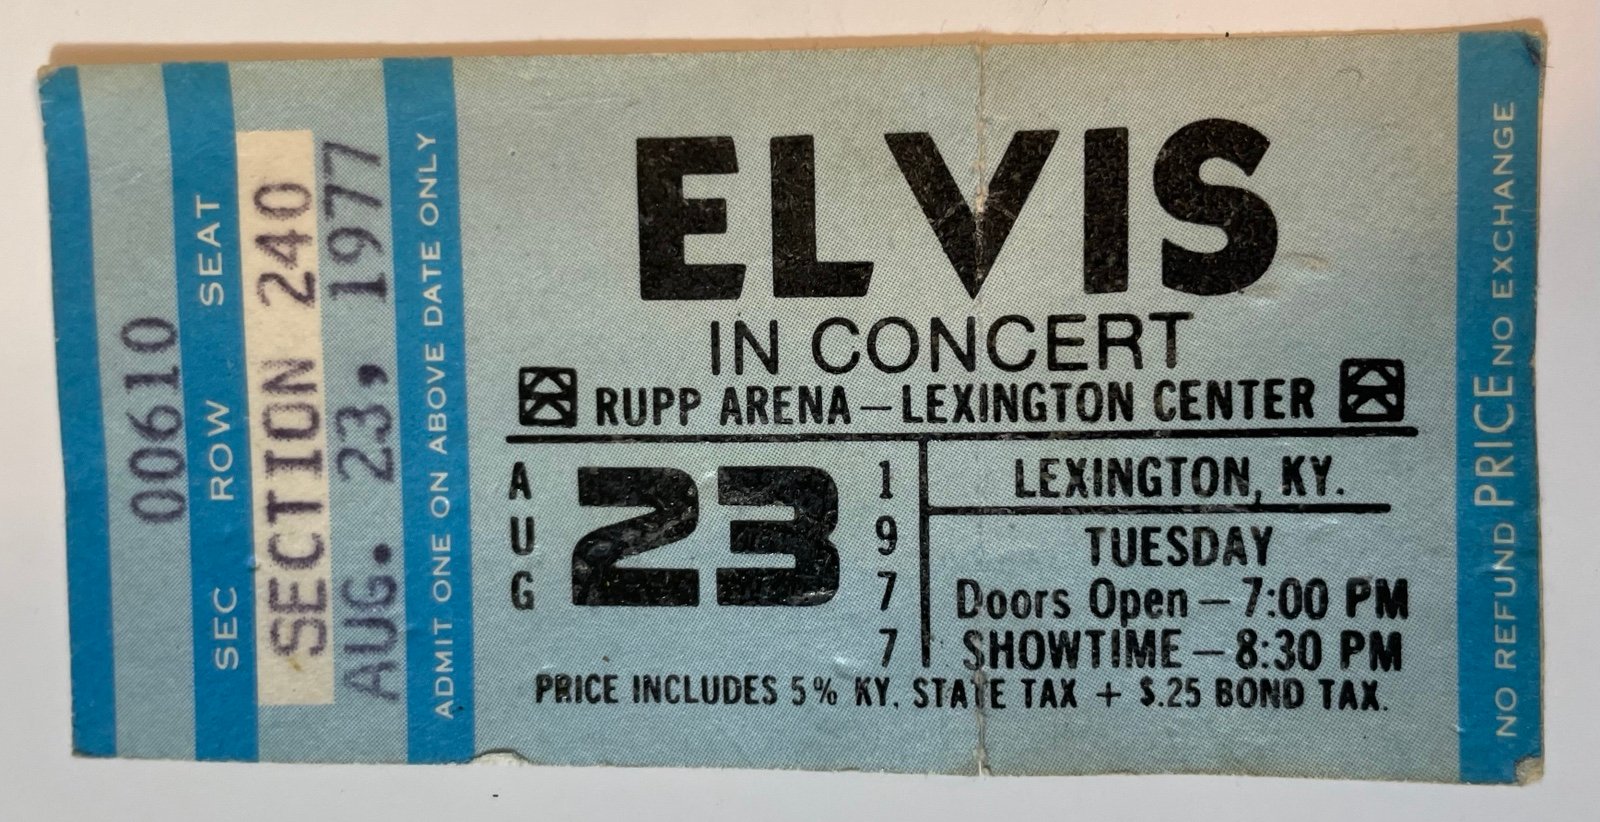 00610
SEC ROW SEAT
SECTION 240
AUG. 23, 1977
ADMIT ONE ON ABOVE DATE ONLY
ELVIS
IN CONCERT
RUPP ARENA – LEXINGTON CENTER
AUG 23 1977
LEXINGTON, KY.
TUESDAY
Doors Open – 7:00 PM
SHOWTIME – 8:30 PM
PRICE INCLUDES 5% KY. STATE TAX + $.25 BOND TAX.
NO REFUND PRICE NO EXCHANGE